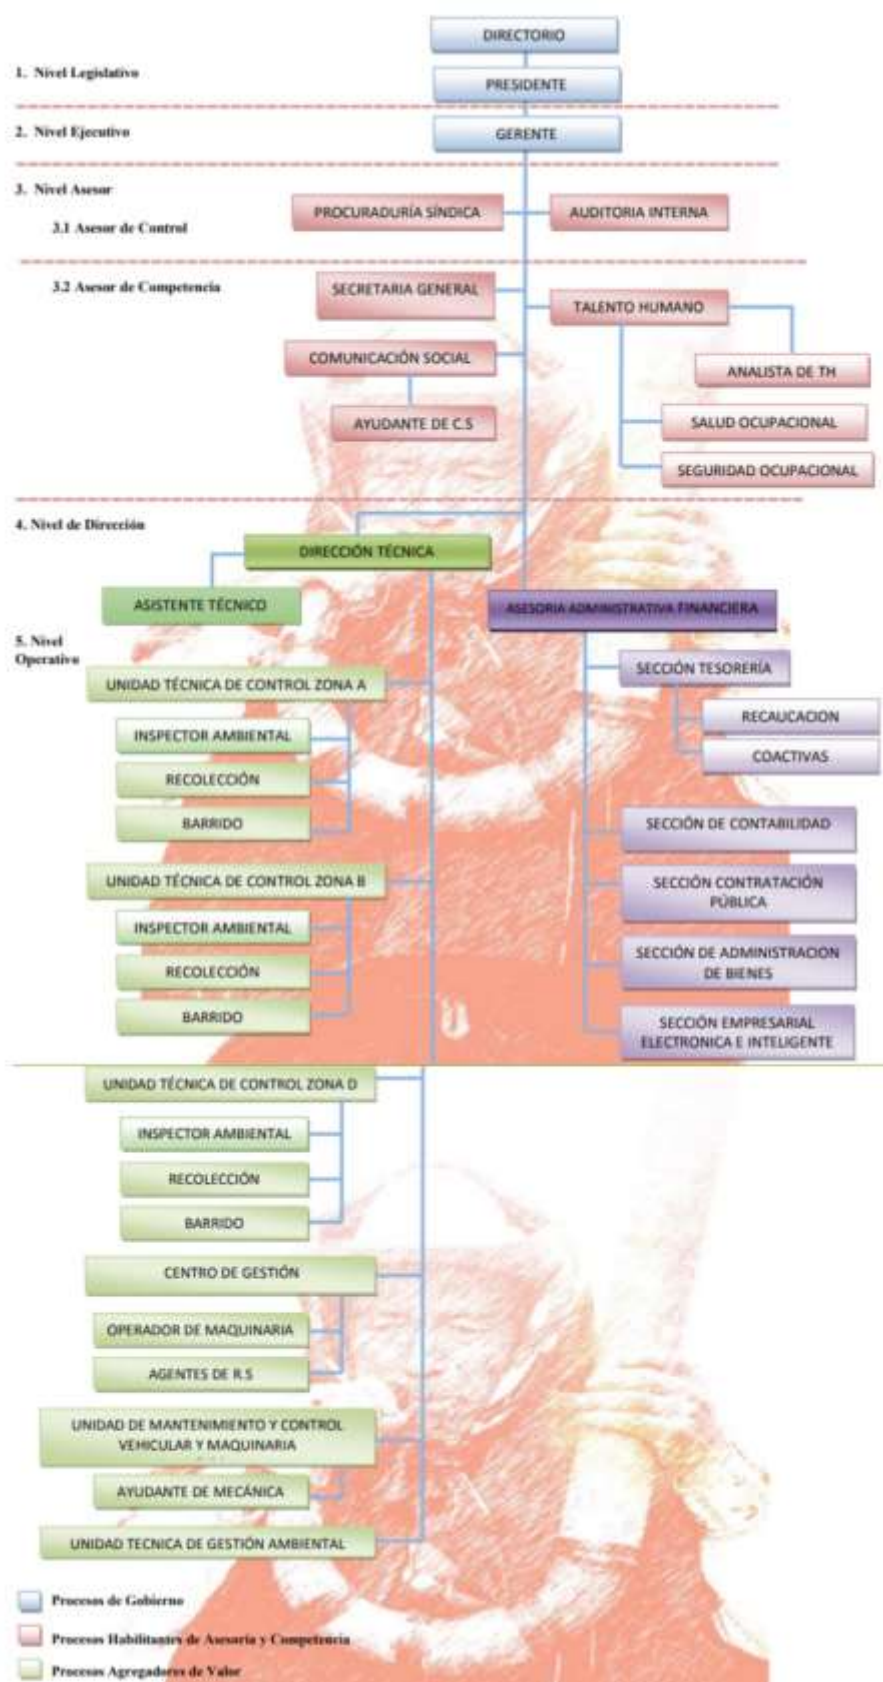 DIRECTORIO
1. Nivel Legislativo
PRESIDENTE
2. Nivel Ejecutivo
GERENTE
3. Nivel Asesor
PROCURADURÍA SÍNDICA
AUDITORIA INTERNA
3.1 Asesor de Control
3.2 Asesor de Competencia
SECRETARIA GENERAL
TALENTO HUMANO
COMUNICACIÓN SOCIAL
ANALISTA DE TH
AYUDANTE DE C.S
SALUD OCUPACIONAL
SEGURIDAD OCUPACIONAL
4. Nivel de Dirección
DIRECCIÓN TÉCNICA
ASISTENTE TÉCNICO
ASESORIA ADMINISTRATIVA FINANCIERA
5. Nivel
Operativo
UNIDAD TÉCNICA DE CONTROL ZONA A
INSPECTOR AMBIENTAL
RECOLECCIÓN
BARRIDO
UNIDAD TÉCNICA DE CONTROL ZONA B
INSPECTOR AMBIENTAL
RECOLECCIÓN
BARRIDO
SECCIÓN TESORERÍA
RECAUCACION
COACTIVAS
SECCIÓN DE CONTABILIDAD
SECCIÓN CONTRATACIÓN
PÚBLICA
SECCIÓN DE ADMINISTRACION
DE BIENES
SECCIÓN EMPRESARIAL
ELECTRONICA E INTELIGENTE
UNIDAD TÉCNICA DE CONTROL ZONA D
INSPECTOR AMBIENTAL
RECOLECCIÓN
BARRIDO
CENTRO DE GESTIÓN
OPERADOR DE MAQUINARIA
AGENTES DE R.S
UNIDAD DE MANTENIMIENTO Y CONTROL
VEHICULAR Y MAQUINARIA
AYUDANTE DE MECÁNICA
UNIDAD TECNICA DE GESTIÓN AMBIENTAL
Procesos de Gobierno
Procesos Habilitantes de Asesoría y Competencia
Procesos Agregadores de Valor